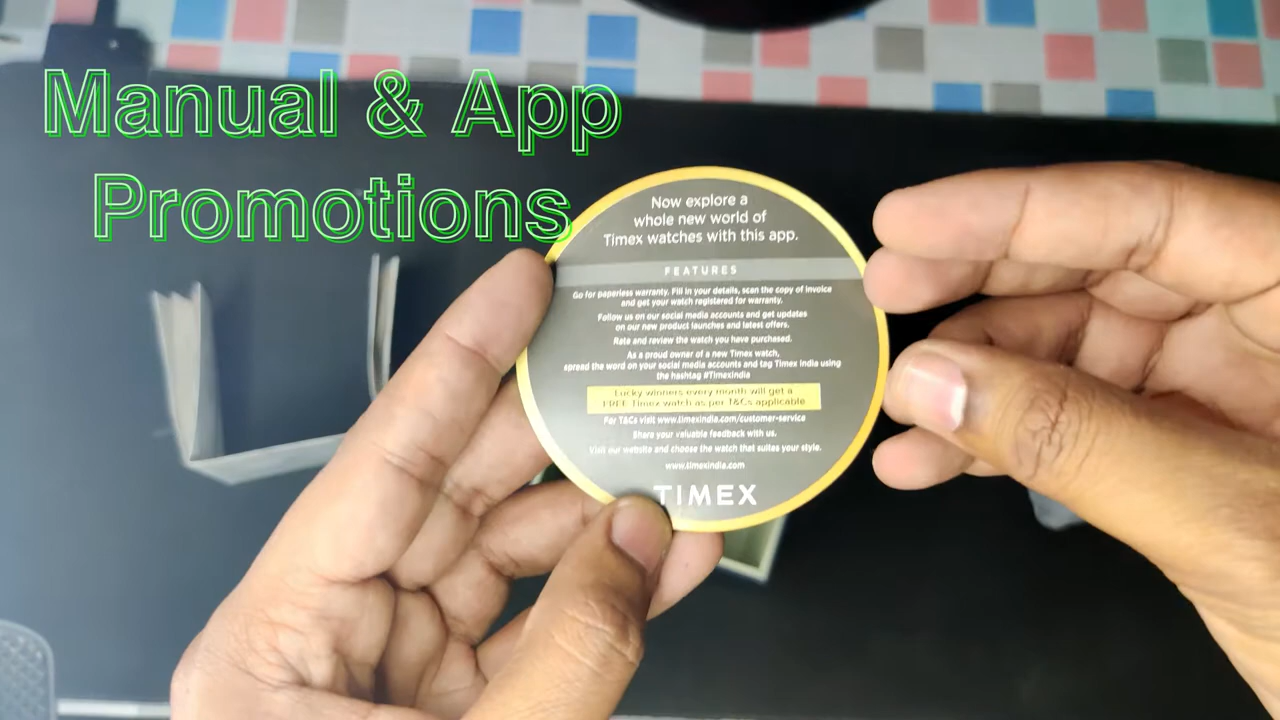 Manual & App
Promotions
Now explore a
whole new world of
Timex watches with this app.
FEATURES
Go for paperless warranty. Fill in your details, scan the copy of invoice
and get your watch registered for warranty.
Follow us on our social media accounts and get updates
on our new product launches and latest offers.
Rate and review the watch you have purchased.
As a proud owner of a new Timex watch,
spread the word on your social media accounts and tag Timex India using
the hashtag #TimexIndia
Lucky winners every month will get a
FREE Timex watch as per T&Cs applicable
For T&Cs visit www.timexindia.com/customer-service
Share your valuable feedback with us.
Visit our website and choose the watch that suites your style.
www.timexindia.com
TIMEX